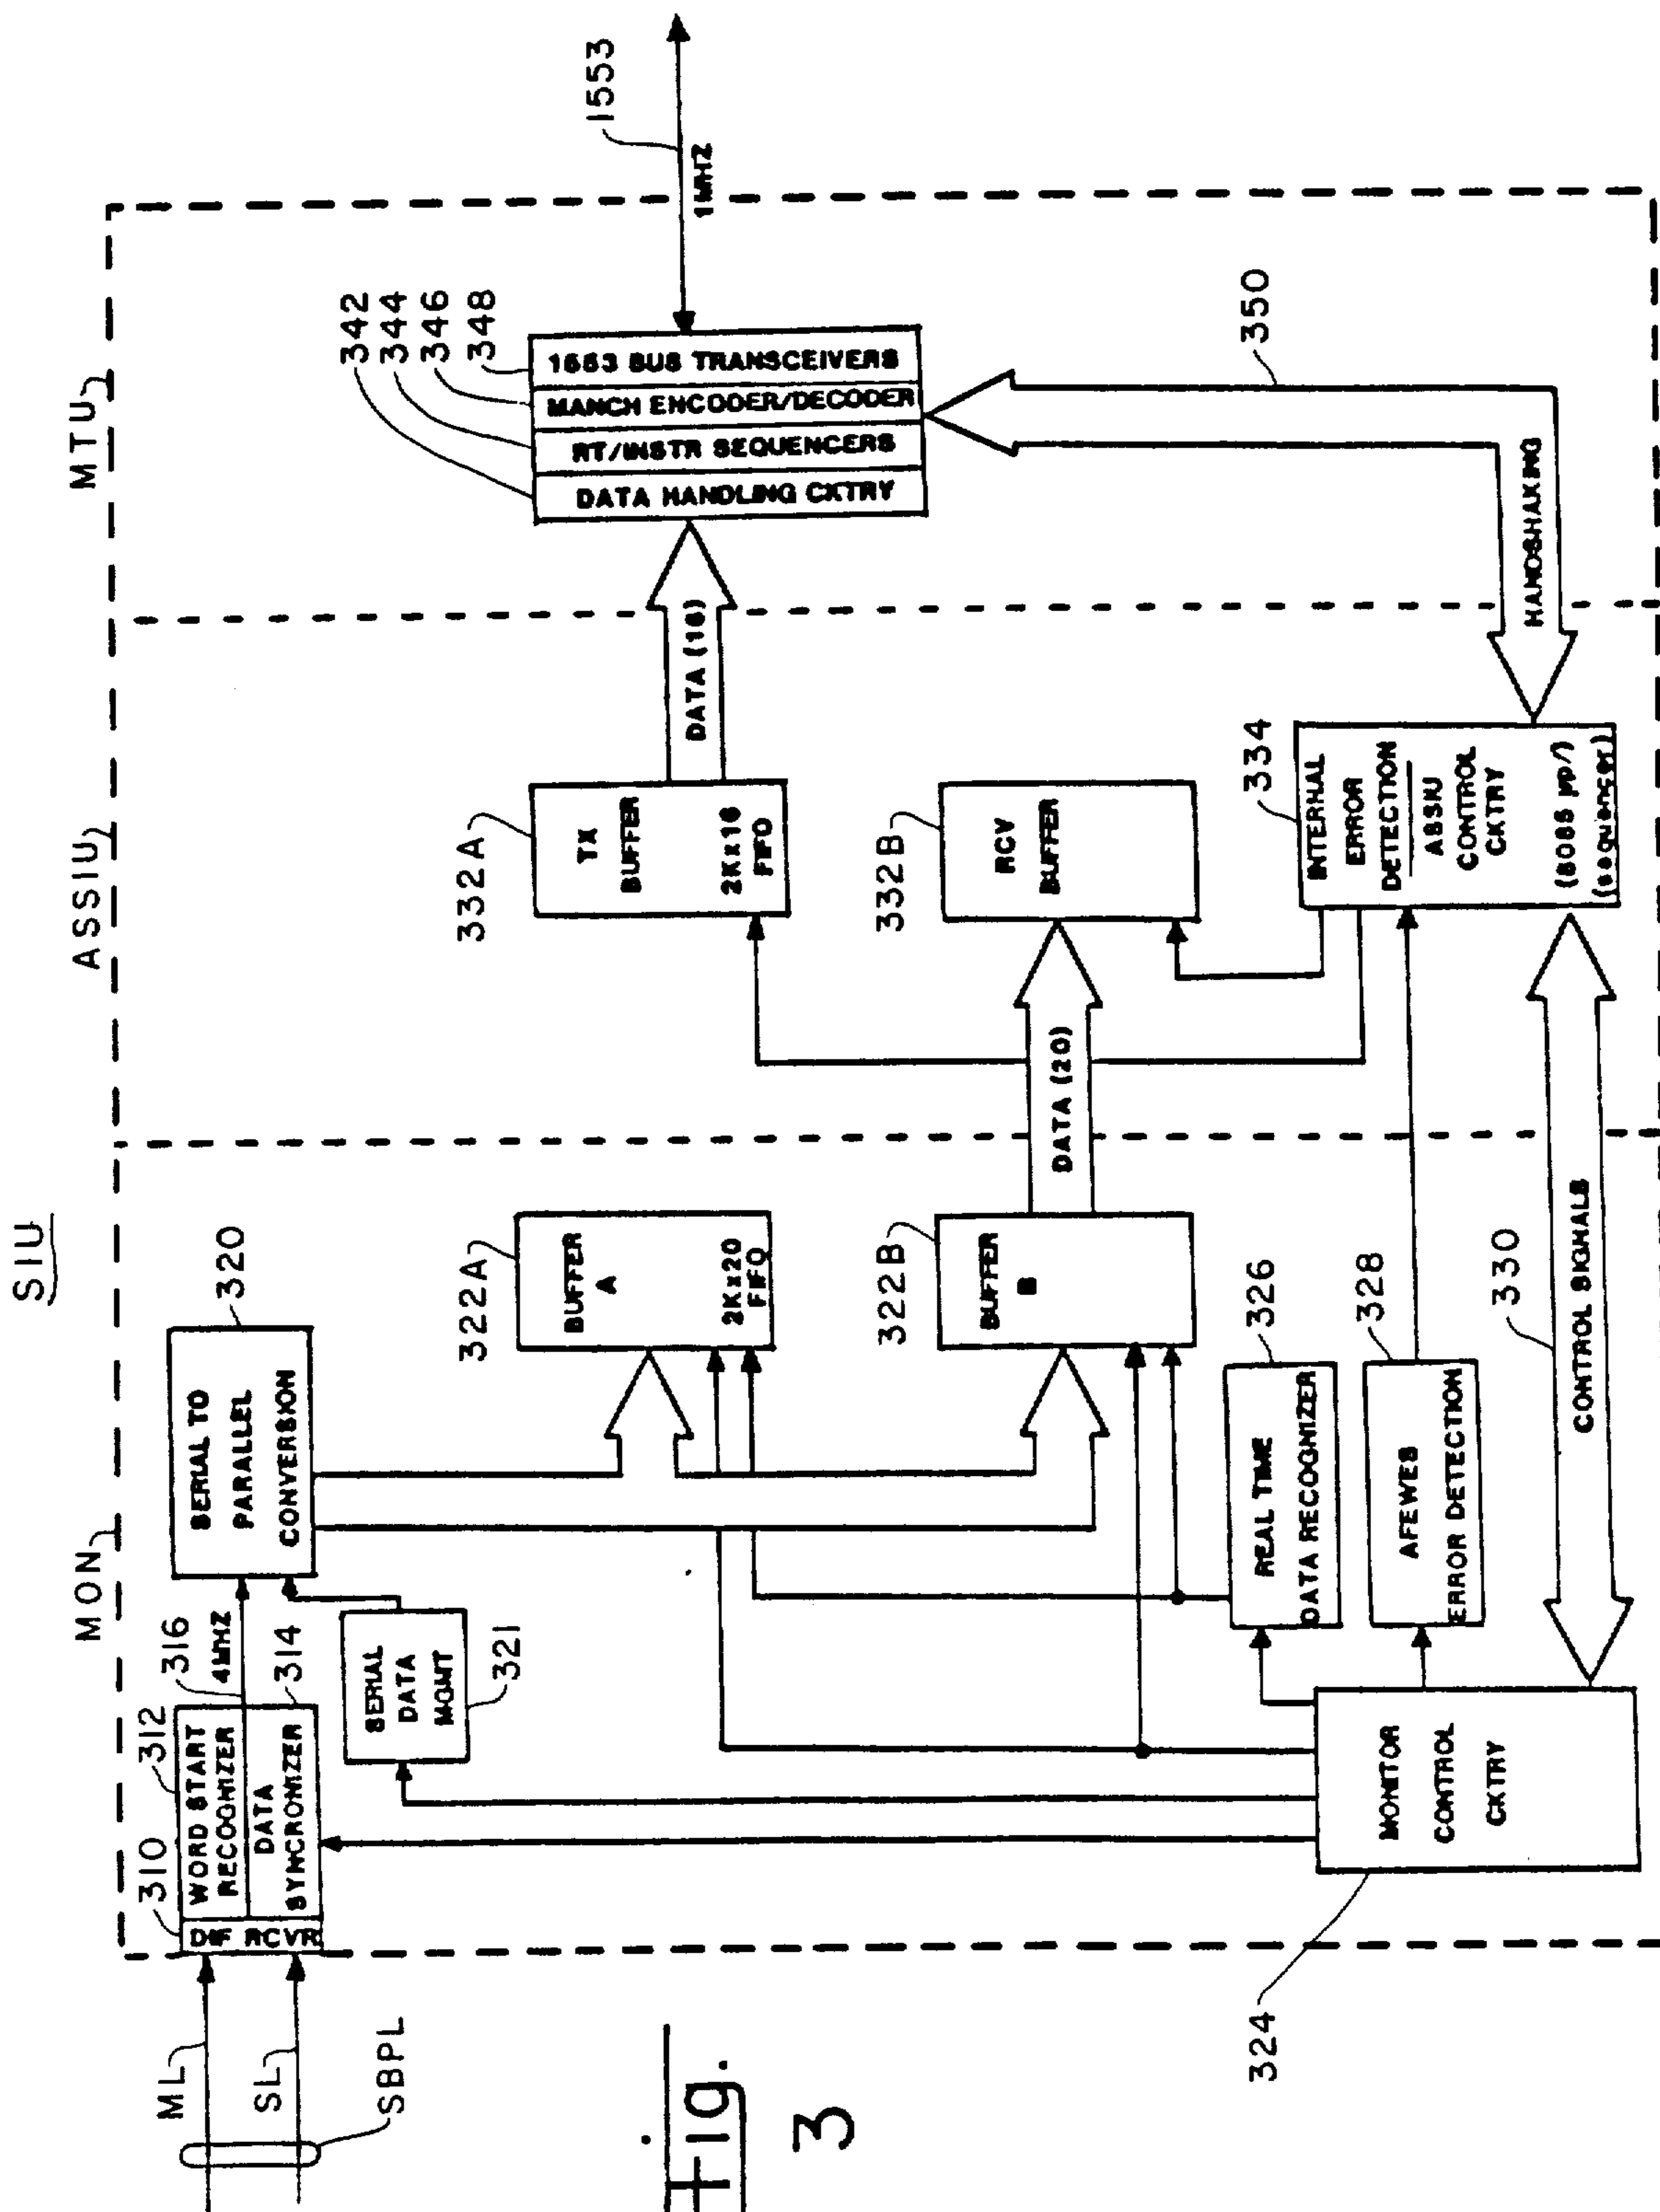 SIU
MON
ASSIU
MTU
ML
SL
SBPL
310
312
316
314
DIF RCVR
WORD START
RECOGNIZER
DATA
SYNCRONIZER
4MHZ
320
SERIAL TO
PARALLEL
CONVERSION
SERIAL
DATA
MGMT
321
322A
BUFFER
A
2K x 20
FIFO
322B
BUFFER
B
326
REAL TIME
DATA RECOGNIZER
328
AFEWES
ERROR DETECTION
324
MONITOR
CONTROL
CKTRY
330
CONTROL SIGNALS
DATA (20)
332A
TX
BUFFER
2K x 16
FIFO
332B
RCV
BUFFER
334
INTERNAL
ERROR
DETECTION
ASSIU
CONTROL
CKTRY
(8085 µp/)
(sequencer)
DATA (16)
HANDSHAKING
350
342
344
346
348
1553 BUS TRANSCEIVERS
MANCH ENCODER/DECODER
RT/INSTR SEQUENCERS
DATA HANDLING CKTRY
1553
1MHZ
Fig.
3